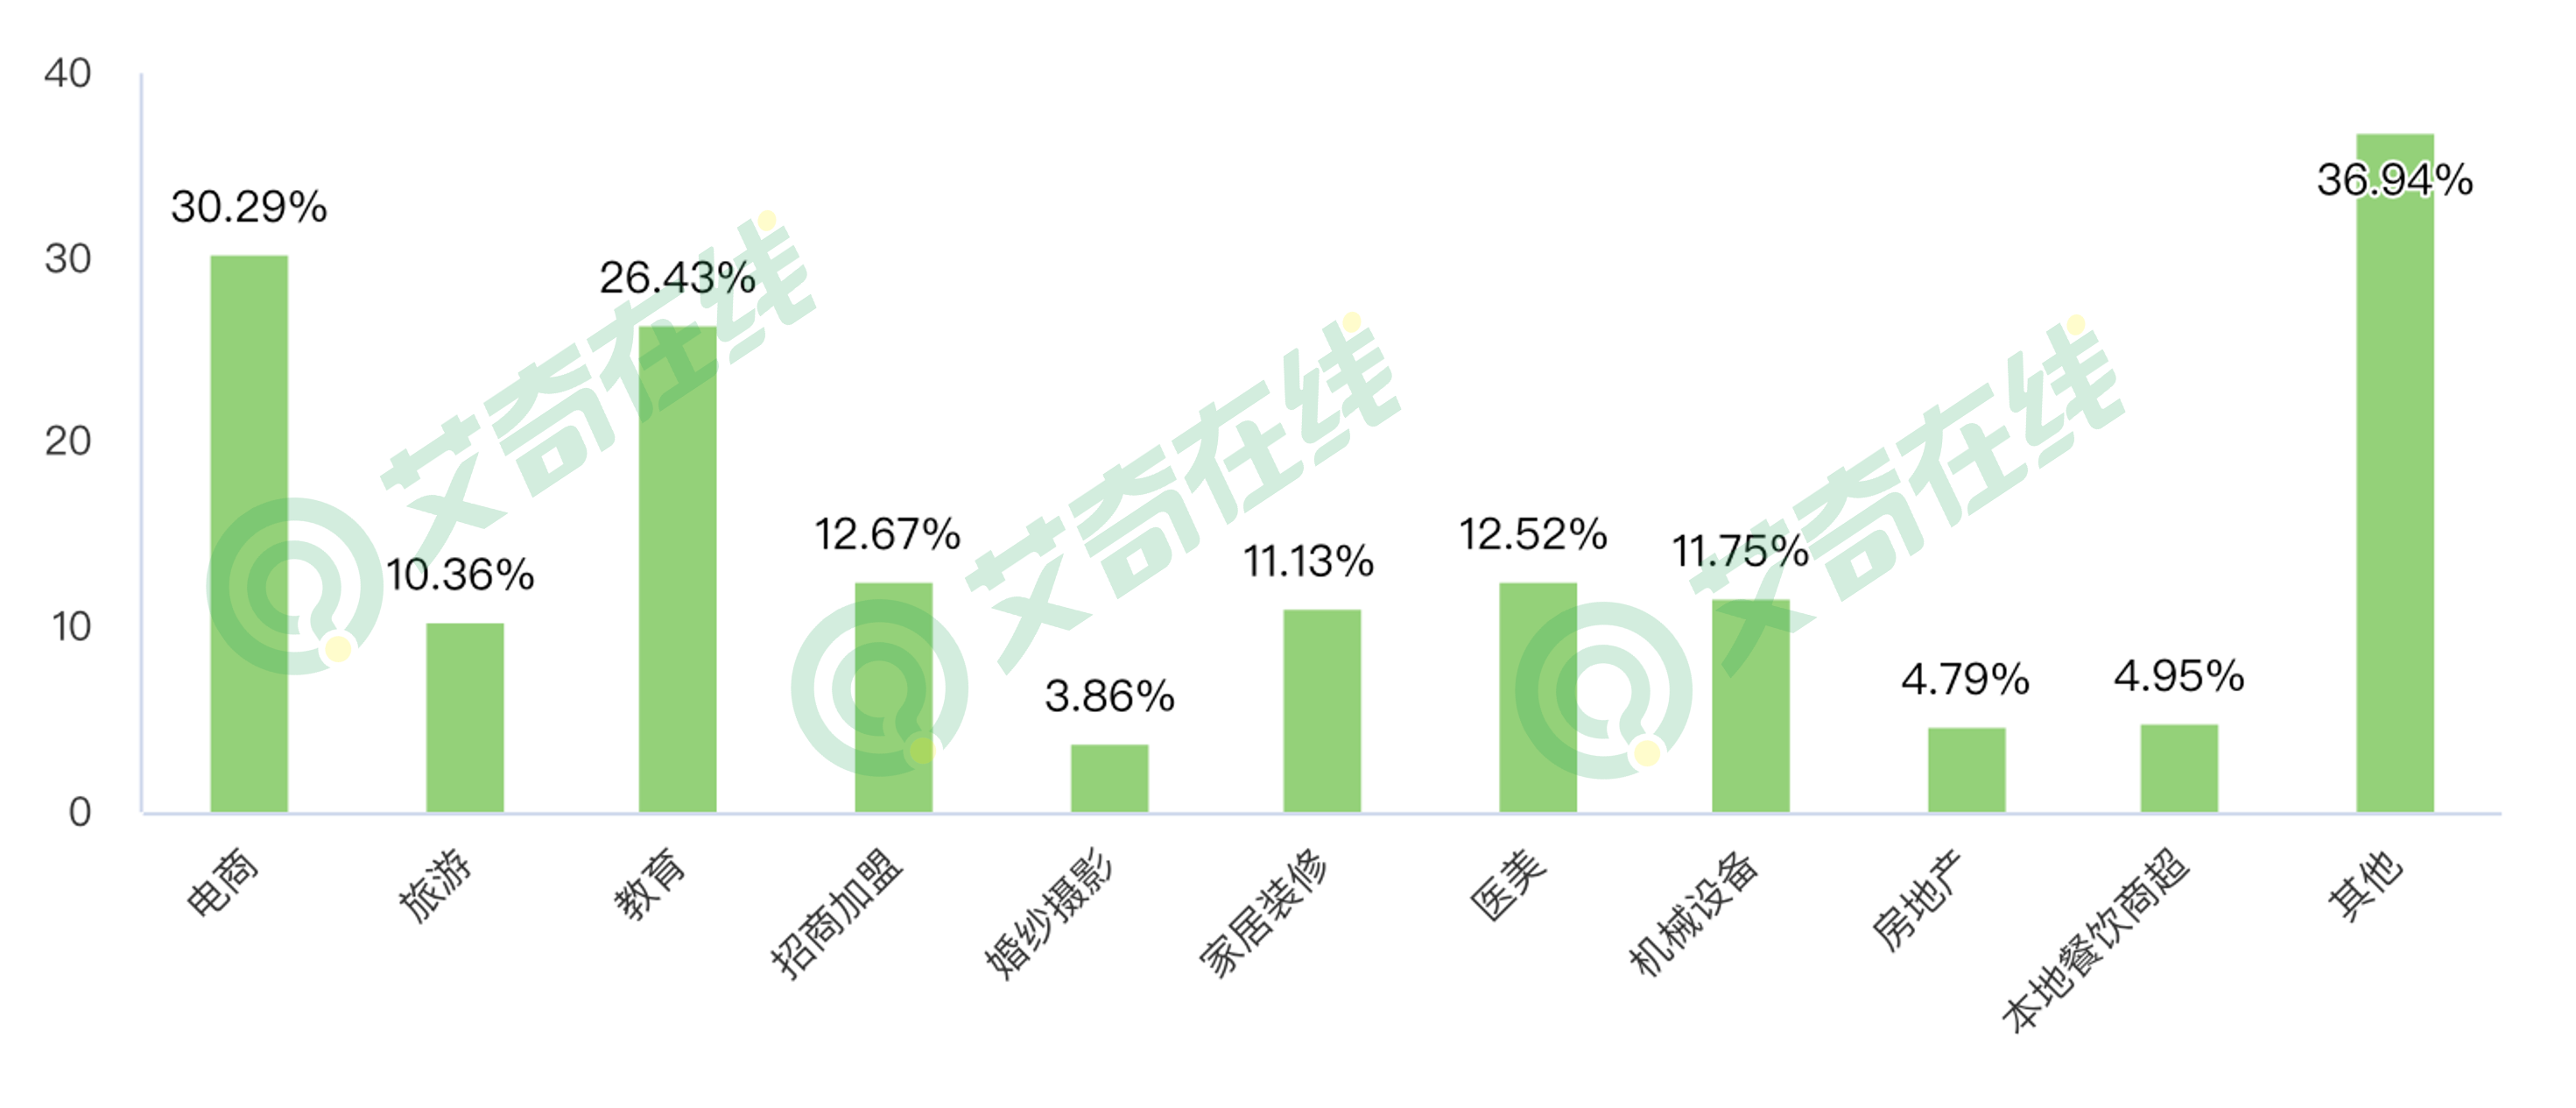 40
30
20
10
0
30.29%
10.36%
26.43%
12.67%
3.86%
11.13%
12.52%
11.75%
4.79%
4.95%
36.94%
电商
旅游
教育
招商加盟
婚纱摄影
家居装修
医美
机械设备
房地产
本地餐饮商超
其他
艾奇在线
艾奇在线
艾奇在线